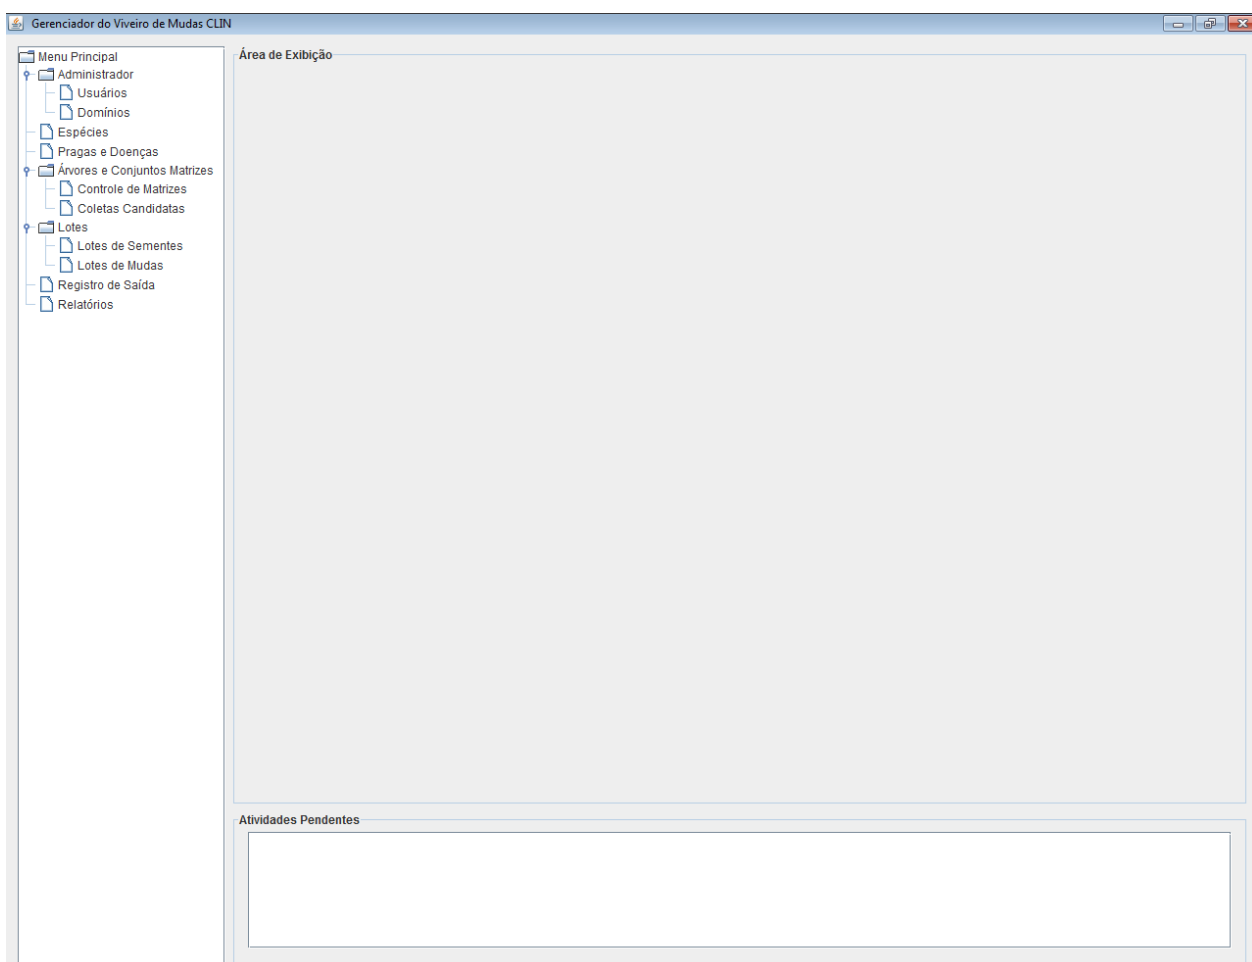 Gerenciador do Viveiro de Mudas CLIN
Menu Principal
Administrador
Usuários
Domínios
Espécies
Pragas e Doenças
Árvores e Conjuntos Matrizes
Controle de Matrizes
Coletas Candidatas
Lotes
Lotes de Sementes
Lotes de Mudas
Registro de Saída
Relatórios
Área de Exibição
Atividades Pendentes